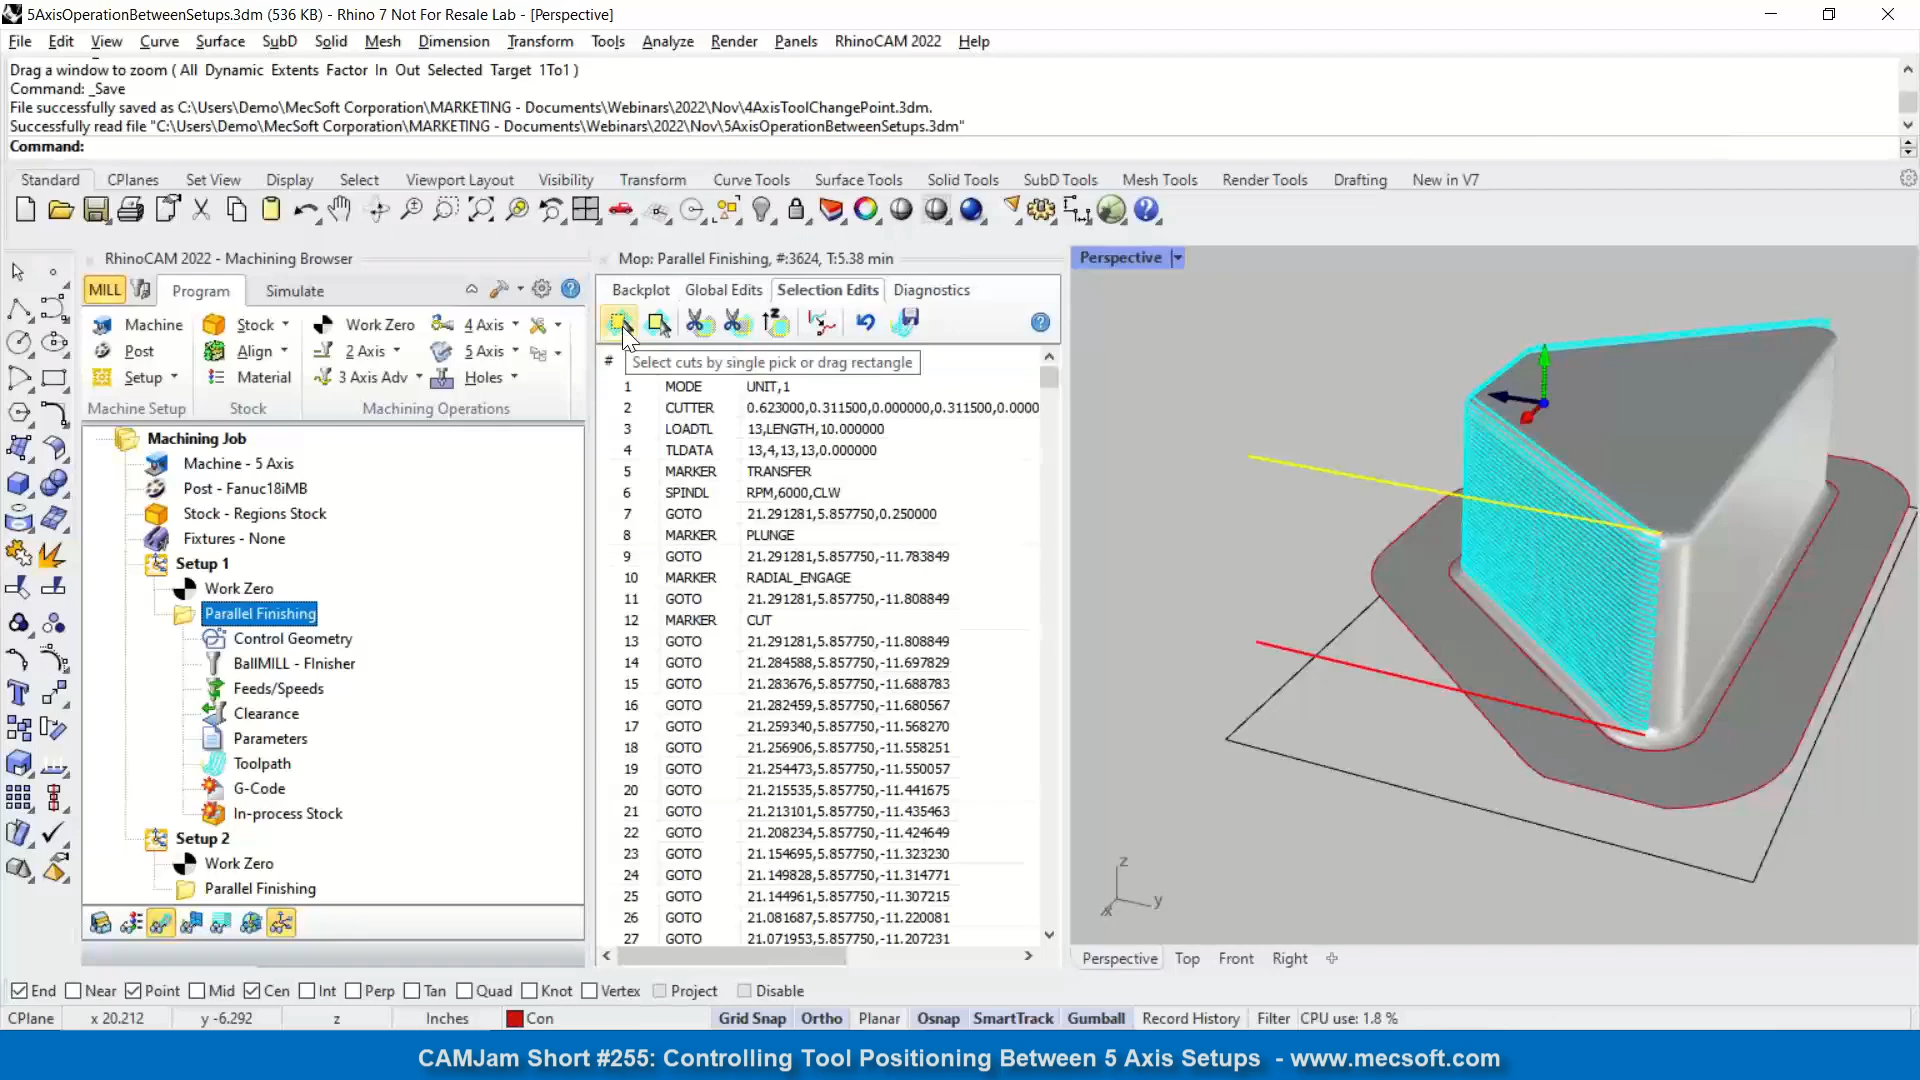 5AxisOperationBetweenSetups.3dm (536 KB) - Rhino 7 Not For Resale Lab - [Perspective]
File Edit View Curve Surface SubD Solid Mesh Dimension Transform Tools Analyze Render Panels RhinoCAM 2022 Help
Drag a window to zoom ( All Dynamic Extents Factor In Out Selected Target 1To1 )
Command: _Save
File successfully saved as C:\Users\Demo\MecSoft Corporation\MARKETING - Documents\Webinars\2022\Nov\4AxisToolChangePoint.3dm.
Successfully read file "C:\Users\Demo\MecSoft Corporation\MARKETING - Documents\Webinars\2022\Nov\5AxisOperationBetweenSetups.3dm"
Command:
Standard CPlanes Set View Display Select Viewport Layout Visibility Transform Curve Tools Surface Tools Solid Tools SubD Tools Mesh Tools Render Tools Drafting New in V7
RhinoCAM 2022 - Machining Browser
MILL Program Simulate
Machine Stock Work Zero 4 Axis
Post Align 2 Axis 5 Axis
Setup Material 3 Axis Adv Holes
Machine Setup Stock Machining Operations
Machining Job
Machine - 5 Axis
Post - Fanuc18iMB
Stock - Regions Stock
Fixtures - None
Setup 1
Work Zero
Parallel Finishing
Control Geometry
BallMILL - FInisher
Feeds/Speeds
Clearance
Parameters
Toolpath
G-Code
In-process Stock
Setup 2
Work Zero
Parallel Finishing
Mop: Parallel Finishing, #:3624, T:5.38 min
Backplot Global Edits Selection Edits Diagnostics
#
Select cuts by single pick or drag rectangle
1 MODE UNIT,1
2 CUTTER 0.623000,0.311500,0.000000,0.311500,0.0000
3 LOADTL 13,LENGTH,10.000000
4 TLDATA 13,4,13,13,0.000000
5 MARKER TRANSFER
6 SPINDL RPM,6000,CLW
7 GOTO 21.291281,5.857750,0.250000
8 MARKER PLUNGE
9 GOTO 21.291281,5.857750,-11.783849
10 MARKER RADIAL_ENGAGE
11 GOTO 21.291281,5.857750,-11.808849
12 MARKER CUT
13 GOTO 21.291281,5.857750,-11.808849
14 GOTO 21.284588,5.857750,-11.697829
15 GOTO 21.283676,5.857750,-11.688783
16 GOTO 21.282459,5.857750,-11.680567
17 GOTO 21.259340,5.857750,-11.568270
18 GOTO 21.256906,5.857750,-11.558251
19 GOTO 21.254473,5.857750,-11.550057
20 GOTO 21.215535,5.857750,-11.441675
21 GOTO 21.213101,5.857750,-11.435463
22 GOTO 21.208234,5.857750,-11.424649
23 GOTO 21.154695,5.857750,-11.323230
24 GOTO 21.149828,5.857750,-11.314771
25 GOTO 21.144961,5.857750,-11.307215
26 GOTO 21.081687,5.857750,-11.220081
27 GOTO 21.071953,5.857750,-11.207231
Perspective
z
y
x
Perspective Top Front Right
End Near Point Mid Cen Int Perp Tan Quad Knot Vertex Project Disable
CPlane x 20.212 y -6.292 z Inches Con Grid Snap Ortho Planar Osnap SmartTrack Gumball Record History Filter CPU use: 1.8 %
CAMJam Short #255: Controlling Tool Positioning Between 5 Axis Setups - www.mecsoft.com